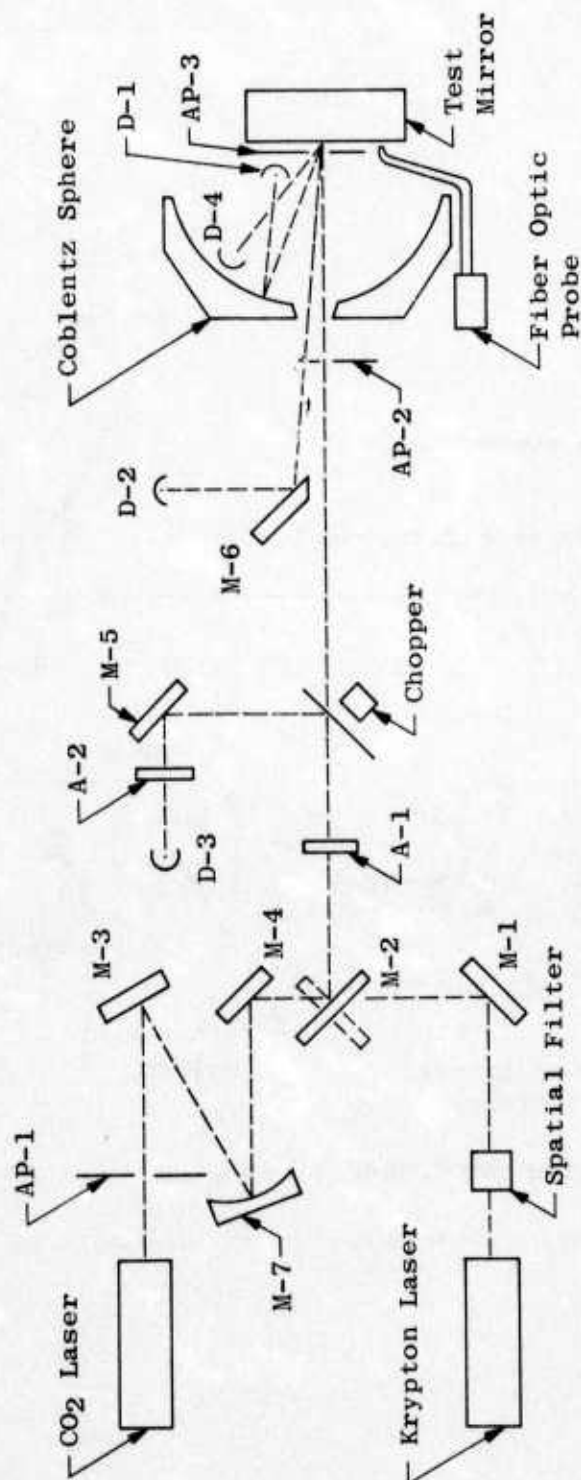 CO2 Laser
AP-1
M-3
M-7
M-4
M-2
M-1
Krypton Laser
Spatial Filter
D-3
A-2
M-5
A-1
Chopper
D-2
M-6
AP-2
Coblentz Sphere
D-4
D-1
AP-3
Test
Mirror
Fiber Optic
Probe